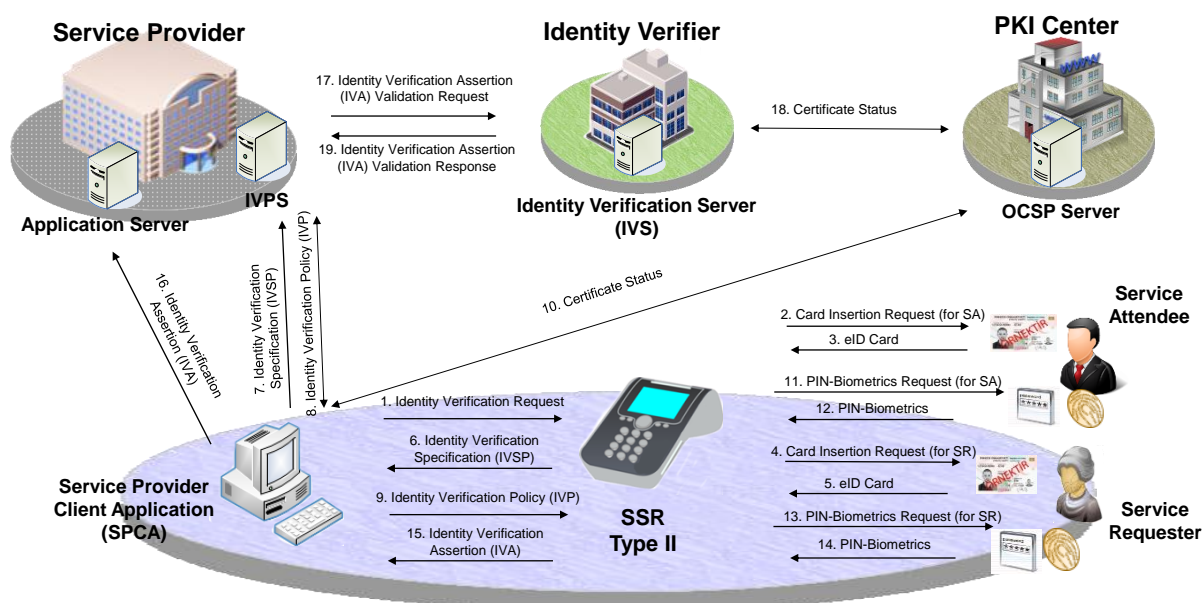 Service Provider
Identity Verifier
PKI Center
WWW
17. Identity Verification Assertion
(IVA) Validation Request
18. Certificate Status
19. Identity Verification Assertion
(IVA) Validation Response
IVPS
Application Server
Identity Verification Server
(IVS)
OCSP Server
16. Identity Verification
Assertion (IVA)
7. Identity Verification
Specification (IVSP)
8. Identity Verification Policy (IVP)
10. Certificate Status
Service
Attendee
2. Card Insertion Request (for SA)
3. eID Card
ÖRNEKTİR
11. PIN-Biometrics Request (for SA)
12. PIN-Biometrics
password
1. Identity Verification Request
6. Identity Verification
Specification (IVSP)
4. Card Insertion Request (for SR)
5. eID Card
ÖRNEKTİR
Service Provider
Client Application
(SPCA)
9. Identity Verification Policy (IVP)
15. Identity Verification
Assertion (IVA)
SSR
Type II
13. PIN-Biometrics Request (for SR)
14. PIN-Biometrics
password
Service
Requester